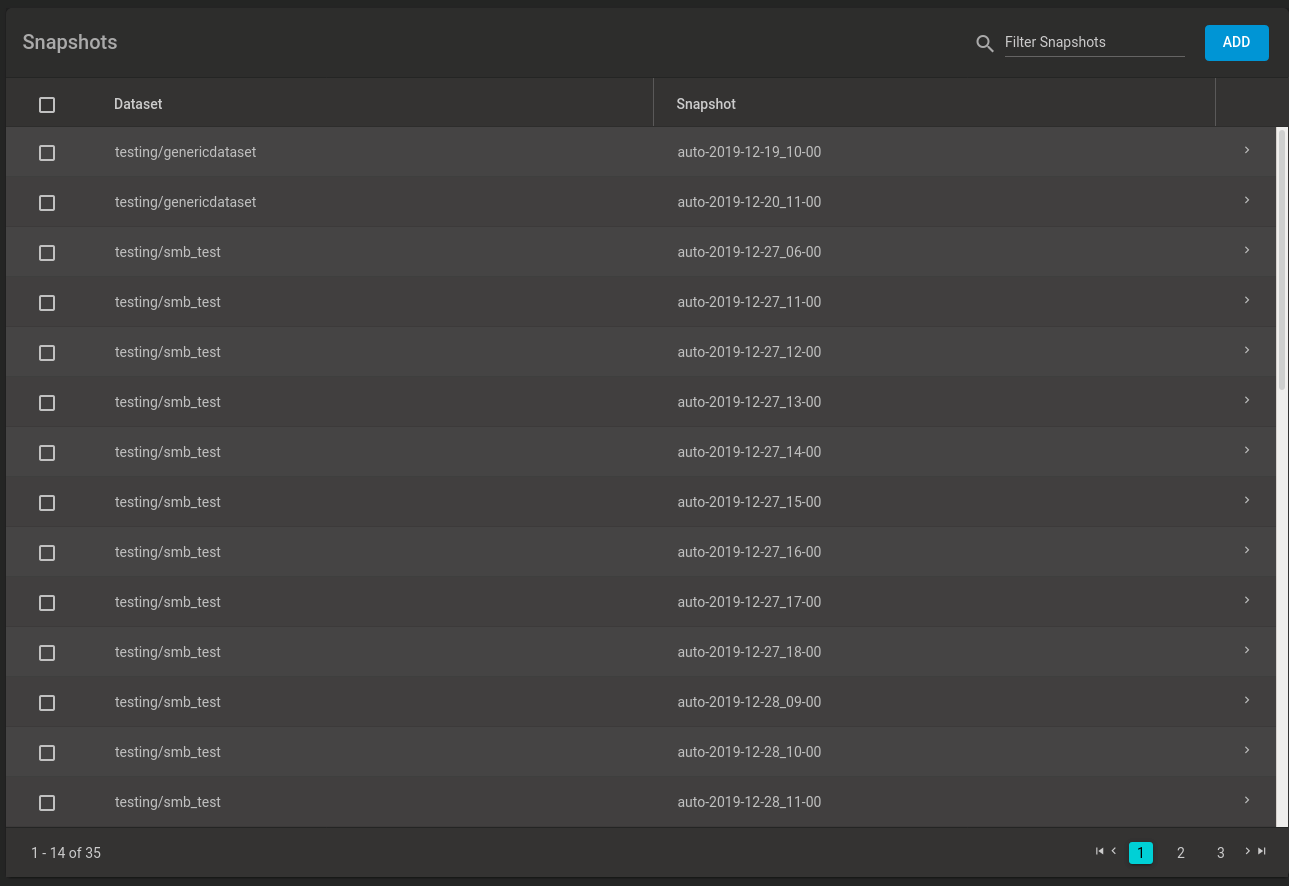 Snapshots
Filter Snapshots
ADD
Dataset Snapshot
testing/genericdataset auto-2019-12-19_10-00
testing/genericdataset auto-2019-12-20_11-00
testing/smb_test auto-2019-12-27_06-00
testing/smb_test auto-2019-12-27_11-00
testing/smb_test auto-2019-12-27_12-00
testing/smb_test auto-2019-12-27_13-00
testing/smb_test auto-2019-12-27_14-00
testing/smb_test auto-2019-12-27_15-00
testing/smb_test auto-2019-12-27_16-00
testing/smb_test auto-2019-12-27_17-00
testing/smb_test auto-2019-12-27_18-00
testing/smb_test auto-2019-12-28_09-00
testing/smb_test auto-2019-12-28_10-00
testing/smb_test auto-2019-12-28_11-00
1 - 14 of 35
1 2 3